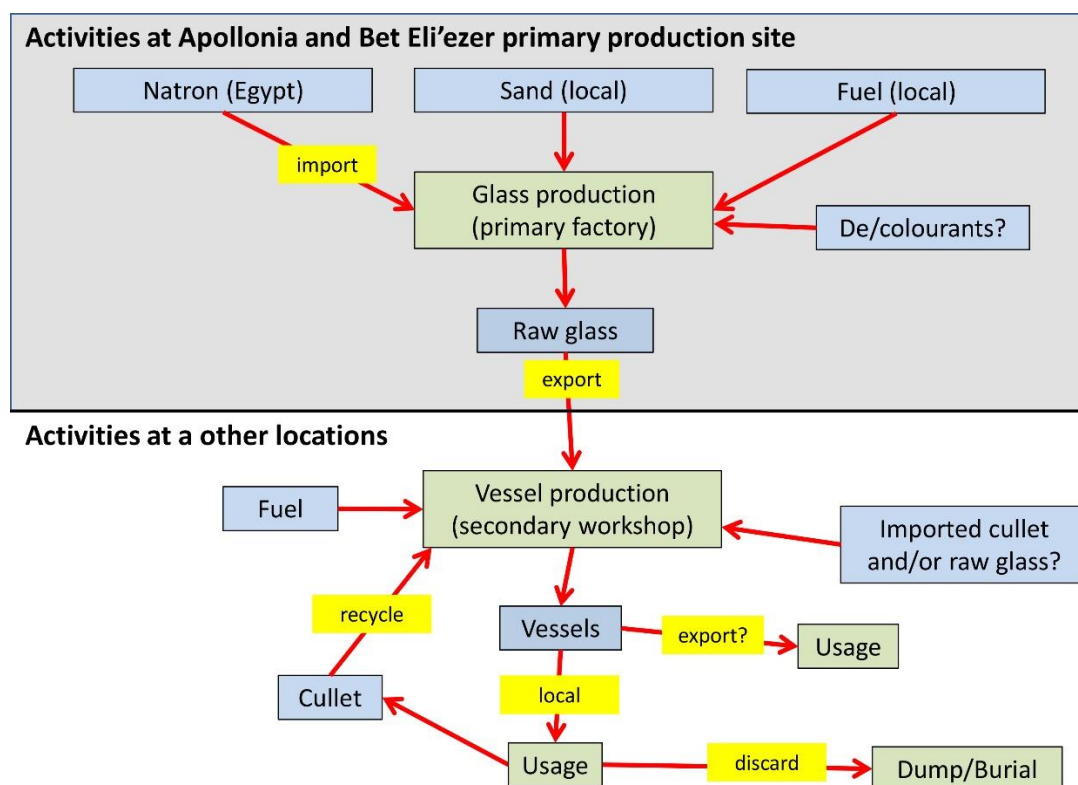 Activities at Apollonia and Bet Eli’ezer primary production site
Natron (Egypt)
Sand (local)
Fuel (local)
import
Glass production
(primary factory)
De/colourants?
Raw glass
export
Activities at a other locations
Fuel
Vessel production
(secondary workshop)
Imported cullet
and/or raw glass?
recycle
Vessels
export?
Usage
Cullet
local
Usage
discard
Dump/Burial